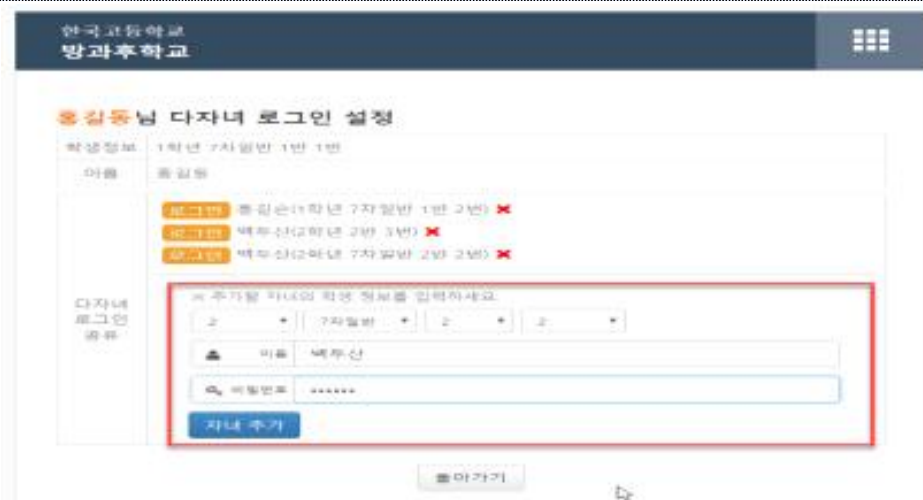 한국고등학교
방과후학교
홍길동님 다자녀 로그인 설정
학생정보 1학년 7차일반 1반 1번
이름 홍길동
로그인 홍길순(1학년 7차일반 1반 2번)
로그인 백두산(2학년 2반 3번)
로그인 백두산(2학년 7차일반 2반 2번)
다자녀
로그인
공유
※ 추가할 자녀의 학생 정보를 입력하세요.
2 7차일반 2 2
이름 백두산
비밀번호 ••••••
자녀 추가
돌아가기